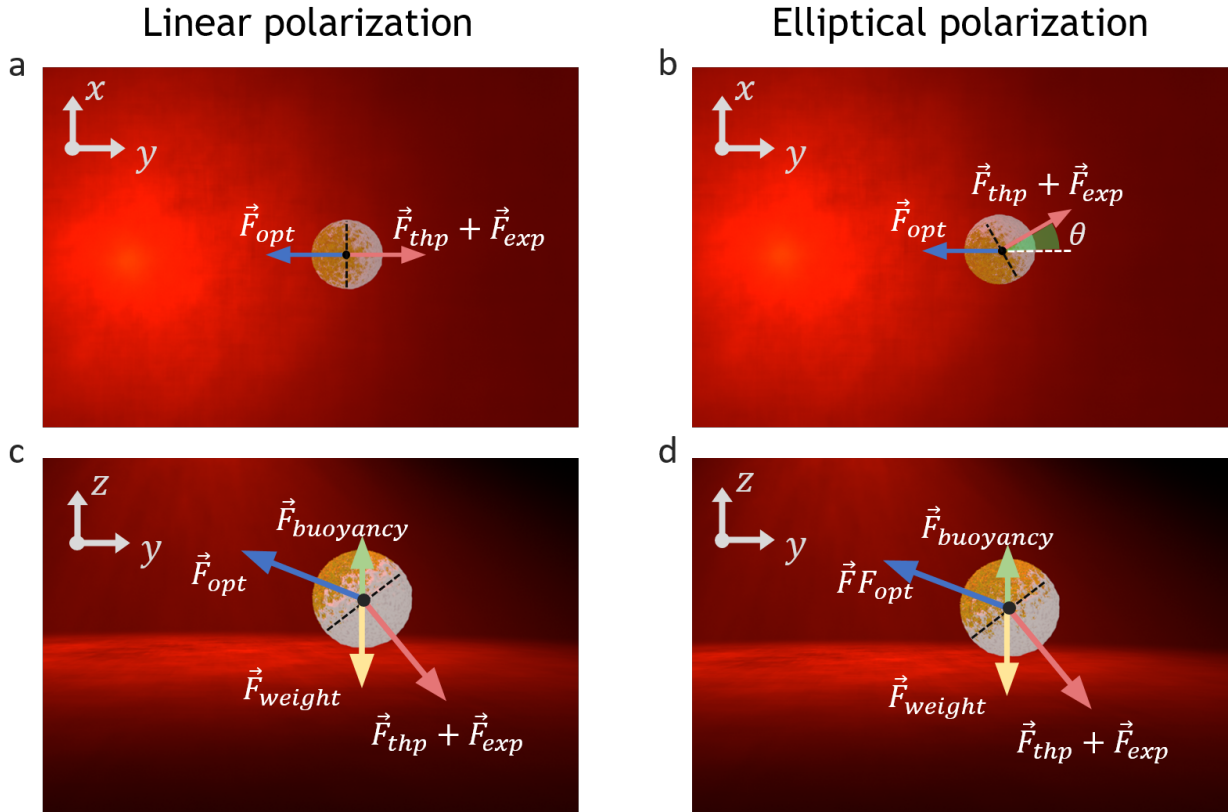 Linear polarization
Elliptical polarization
a
x
y
F⃗opt
F⃗thp + F⃗exp
b
x
y
F⃗thp + F⃗exp
F⃗opt
θ
c
z
y
F⃗buoyancy
F⃗opt
F⃗weight
F⃗thp + F⃗exp
d
z
y
F⃗buoyancy
F⃗Fopt
F⃗weight
F⃗thp + F⃗exp